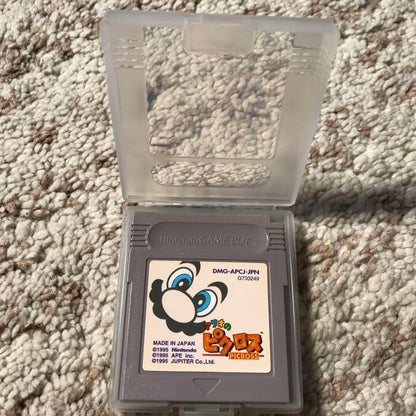 Nintendo GAME BOY
DMG-APCJ-JPN
G733249
マリオの
ピクロス
PICROSS
TM
MADE IN JAPAN
©1995 Nintendo
©1995 APE inc.
©1995 JUPITER Co.,Ltd.